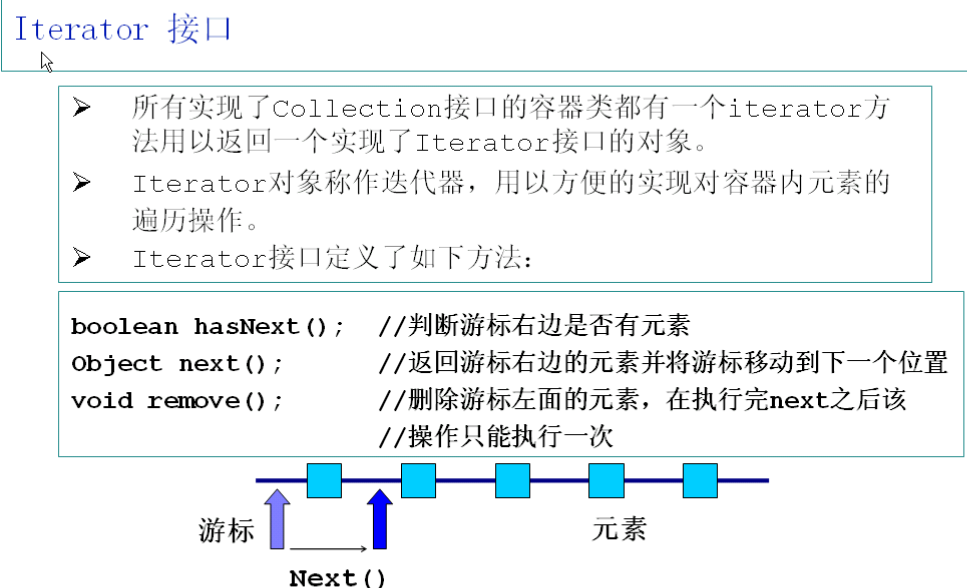 Iterator 接口
➢ 所有实现了Collection接口的容器类都有一个iterator方
法用以返回一个实现了Iterator接口的对象。
➢ Iterator对象称作迭代器，用以方便的实现对容器内元素的
遍历操作。
➢ Iterator接口定义了如下方法：
boolean hasNext(); //判断游标右边是否有元素
Object next(); //返回游标右边的元素并将游标移动到下一个位置
void remove(); //删除游标左面的元素，在执行完next之后该
//操作只能执行一次
游标
元素
Next()